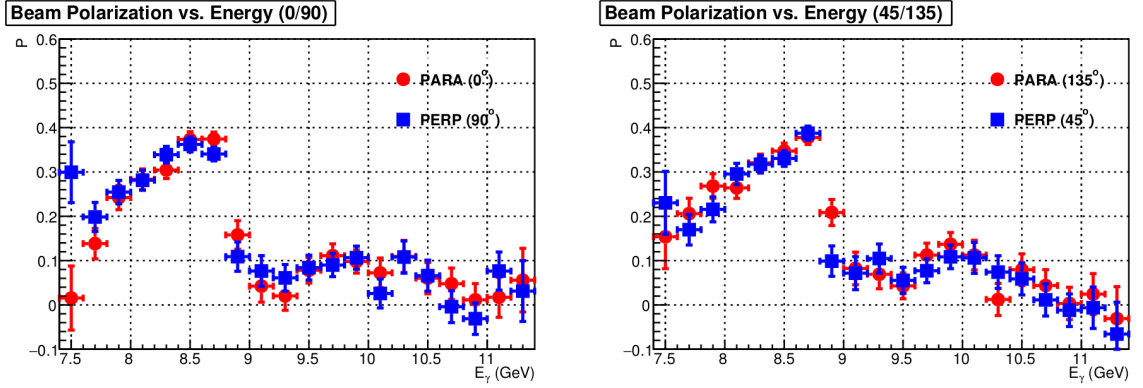 Beam Polarization vs. Energy (0/90)
P
0.6
0.5
0.4
0.3
0.2
0.1
0
−0.1
PARA (0°)
PERP (90°)
7.5 8 8.5 9 9.5 10 10.5 11
Eγ (GeV)
Beam Polarization vs. Energy (45/135)
P
0.6
0.5
0.4
0.3
0.2
0.1
0
−0.1
PARA (135°)
PERP (45°)
7.5 8 8.5 9 9.5 10 10.5 11
Eγ (GeV)